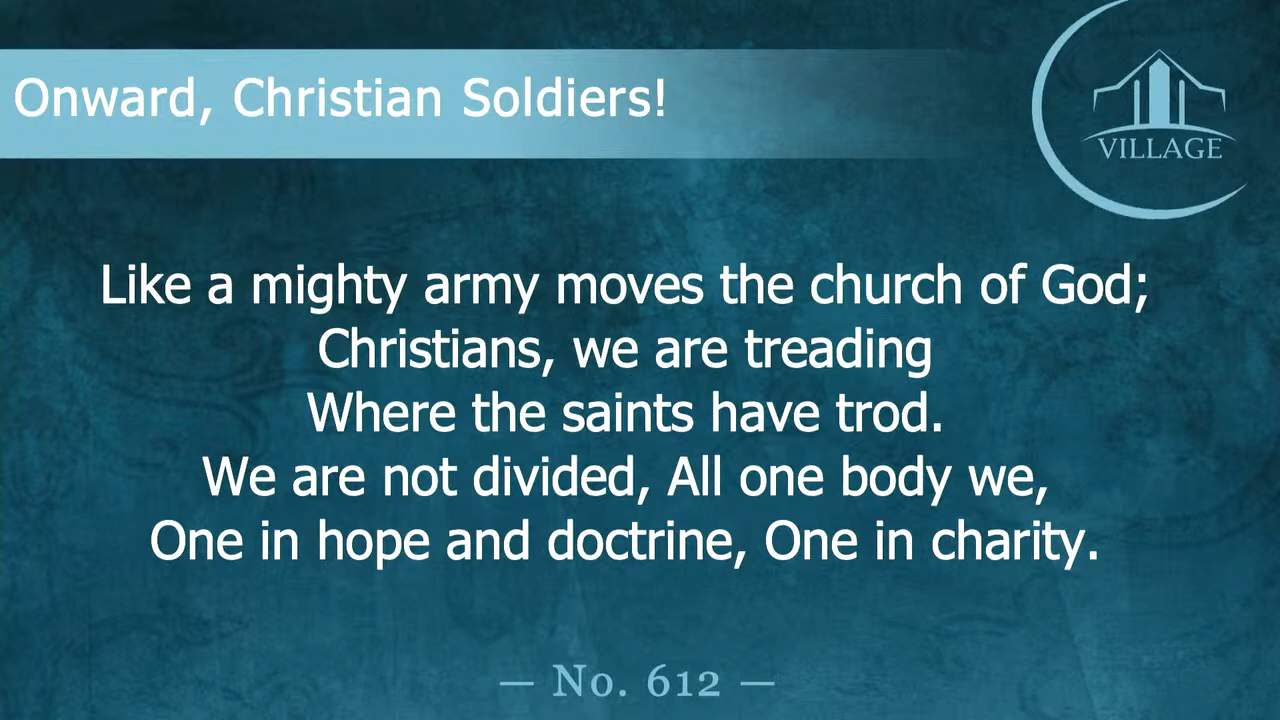 Onward, Christian Soldiers!
VILLAGE
Like a mighty army moves the church of God;
Christians, we are treading
Where the saints have trod.
We are not divided, All one body we,
One in hope and doctrine, One in charity.
— No. 612 —